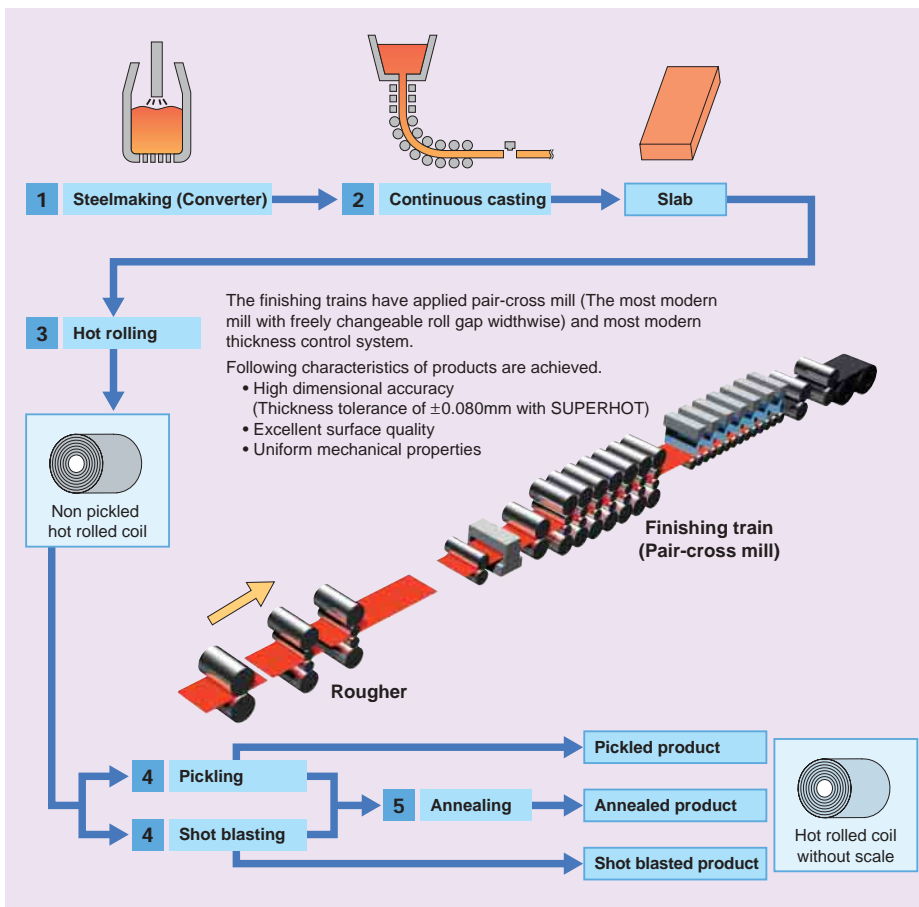 1 Steelmaking (Converter)
2 Continuous casting
Slab
3 Hot rolling
The finishing trains have applied pair-cross mill (The most modern
mill with freely changeable roll gap widthwise) and most modern
thickness control system.
Following characteristics of products are achieved.
• High dimensional accuracy
(Thickness tolerance of ±0.080mm with SUPERHOT)
• Excellent surface quality
• Uniform mechanical properties
Non pickled
hot rolled coil
Finishing train
(Pair-cross mill)
Rougher
4 Pickling
4 Shot blasting
5 Annealing
Pickled product
Annealed product
Shot blasted product
Hot rolled coil
without scale